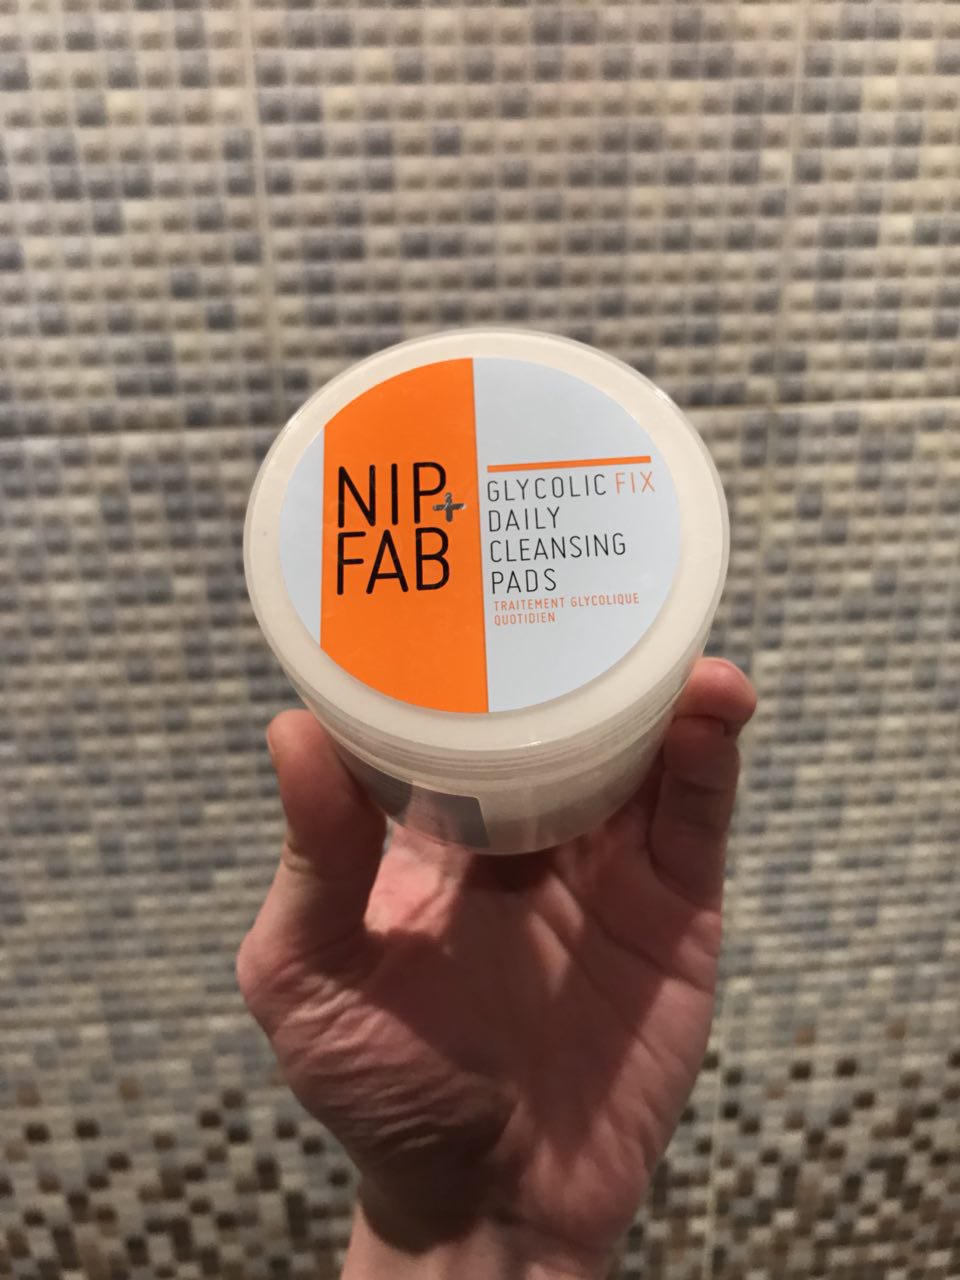 NIP+
FAB
GLYCOLIC FIX
DAILY
CLEANSING
PADS
TRAITEMENT GLYCOLIQUE
QUOTIDIEN